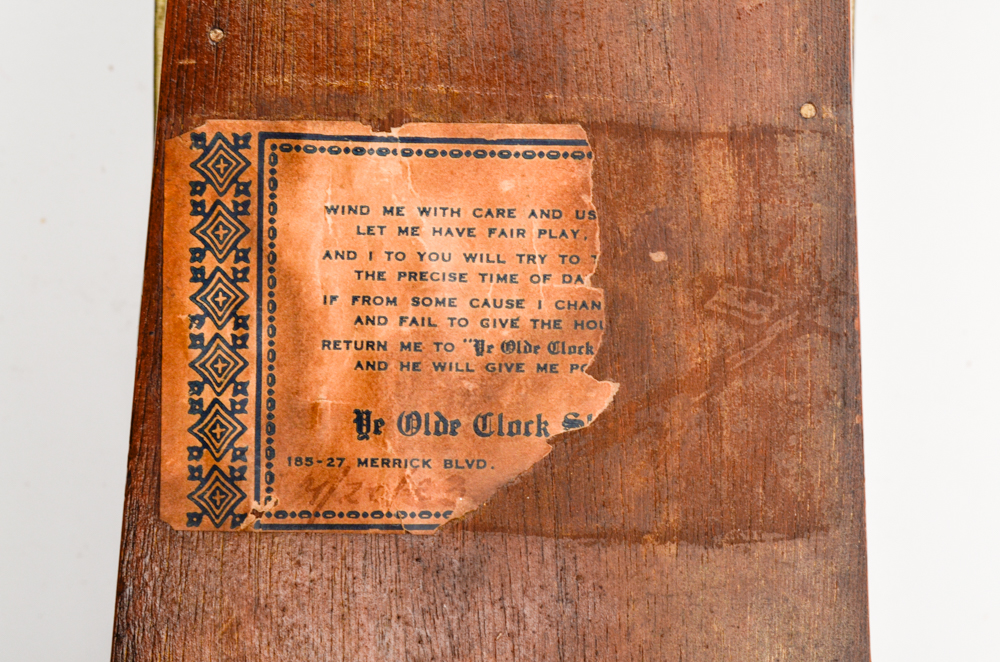 WIND ME WITH CARE AND US
LET ME HAVE FAIR PLAY,
AND I TO YOU WILL TRY TO T
THE PRECISE TIME OF DA
IF FROM SOME CAUSE I CHAN
AND FAIL TO GIVE THE HOU
RETURN ME TO "Ye Olde Clock
AND HE WILL GIVE ME PO
Ye Olde Clock S
185-27 MERRICK BLVD.